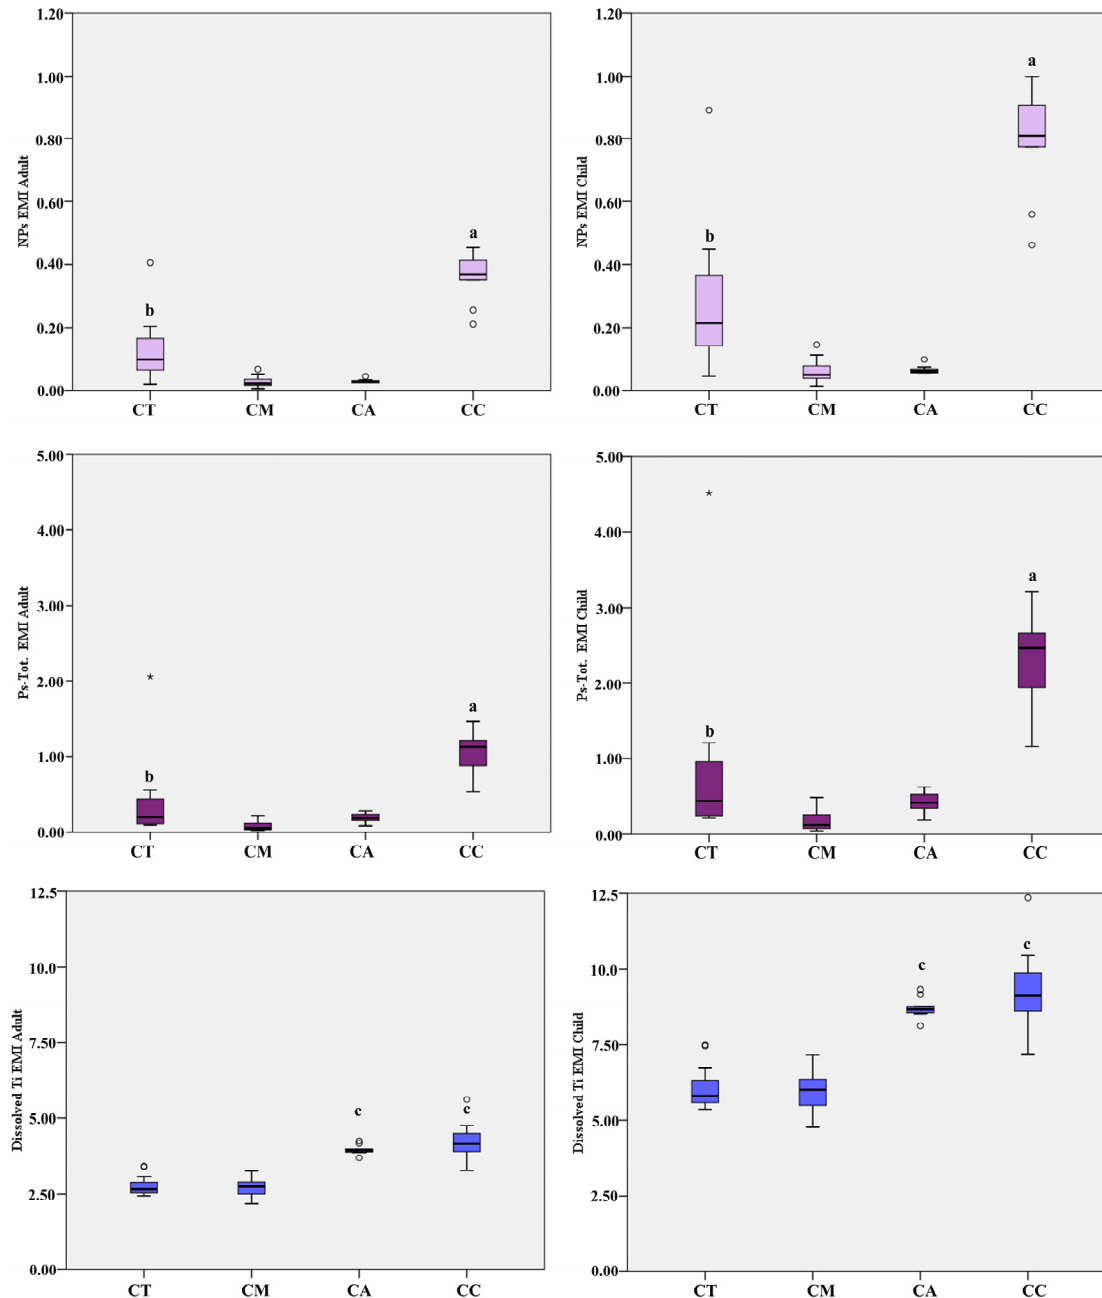 1.20
1.00
0.80
0.60
0.40
0.20
0.00
NPs EMI Adult
b
a
CT CM CA CC
1.20
1.00
0.80
0.60
0.40
0.20
0.00
NPs EMI Child
b
a
CT CM CA CC
5.00
4.00
3.00
2.00
1.00
0.00
Ps-Tot. EMI Adult
b
a
CT CM CA CC
5.00
4.00
3.00
2.00
1.00
0.00
Ps-Tot. EMI Child
b
a
CT CM CA CC
12.5
10.0
7.50
5.00
2.50
0.00
Dissolved Ti EMI Adult
c
c
CT CM CA CC
12.5
10.0
7.50
5.00
2.50
0.00
Dissolved Ti EMI Child
c
c
CT CM CA CC